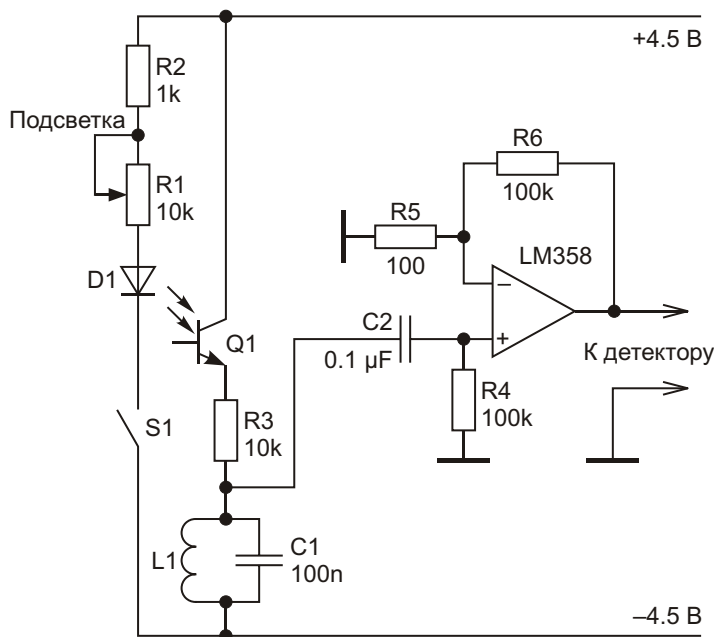 +4.5 В
R2
1k
Подсветка
R1
10k
D1
Q1
S1
R3
10k
L1
C1
100n
C2
0.1 µF
R4
100k
R5
100
R6
100k
LM358
–
+
К детектору
–4.5 В